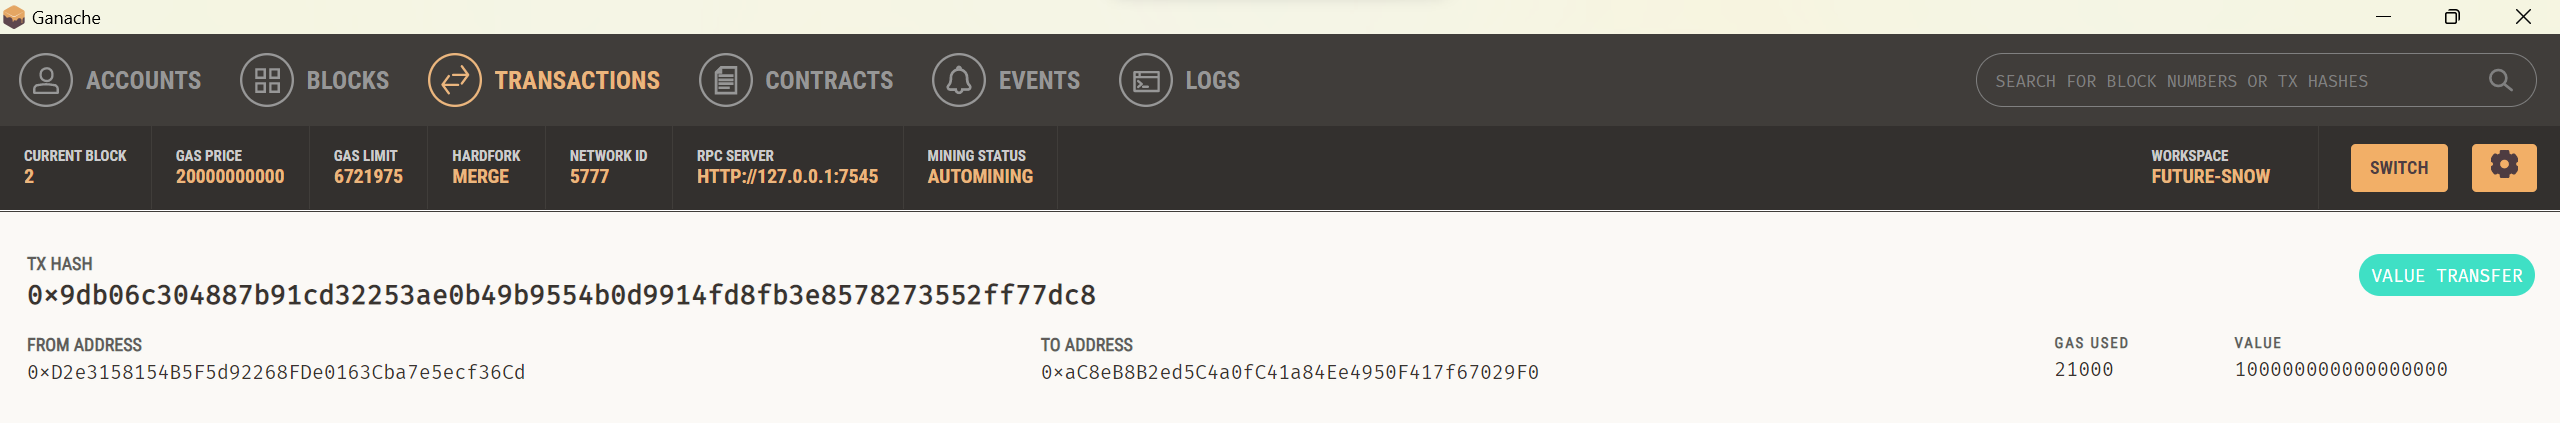 Ganache
ACCOUNTS BLOCKS TRANSACTIONS CONTRACTS EVENTS LOGS SEARCH FOR BLOCK NUMBERS OR TX HASHES
CURRENT BLOCK GAS PRICE GAS LIMIT HARDFORK NETWORK ID RPC SERVER MINING STATUS WORKSPACE
2 20000000000 6721975 MERGE 5777 HTTP://127.0.0.1:7545 AUTOMINING FUTURE-SNOW SWITCH
TX HASH
0×9db06c304887b91cd32253ae0b49b9554b0d9914fd8fb3e8578273552ff77dc8 VALUE TRANSFER
FROM ADDRESS TO ADDRESS GAS USED VALUE
0×D2e3158154B5F5d92268FDe0163Cba7e5ecf36Cd 0×aC8eB8B2ed5C4a0fC41a84Ee4950F417f67029F0 21000 100000000000000000